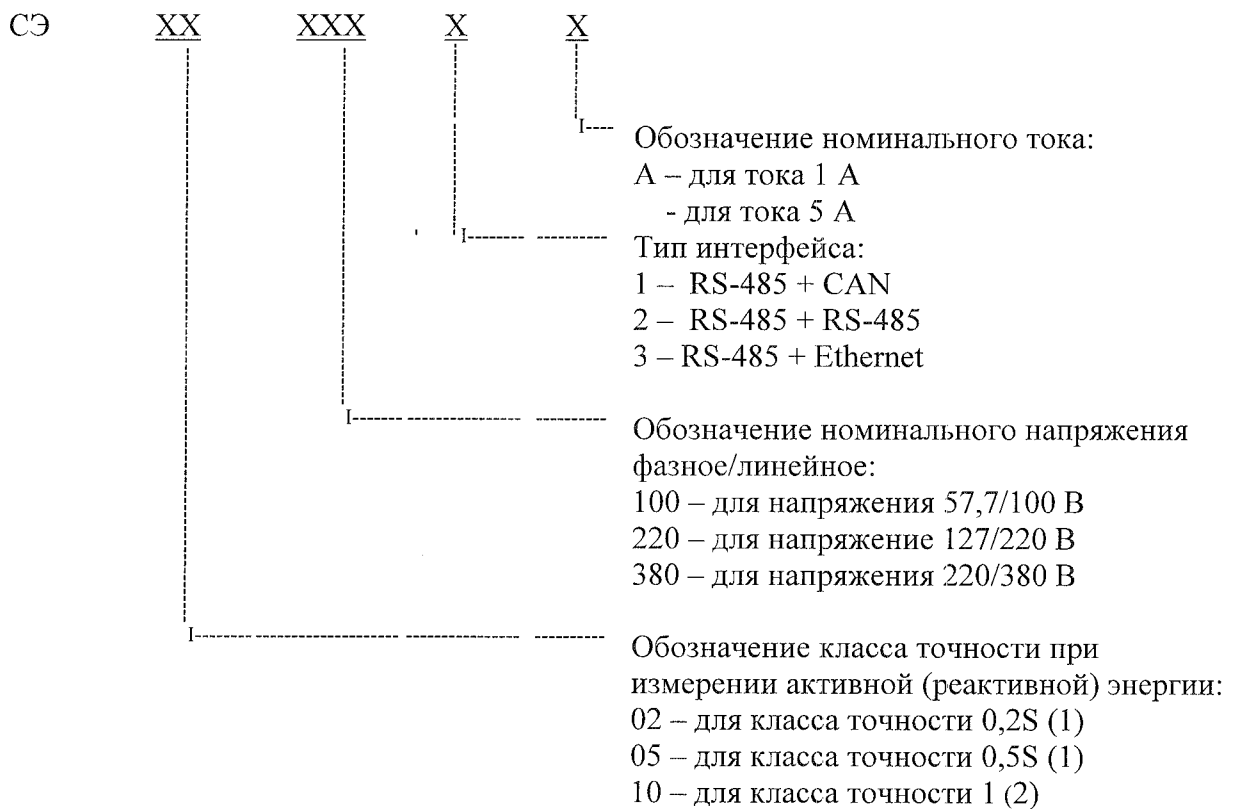 СЭ XX XXX X X
Обозначение номинального тока:
А – для тока 1 А
- для тока 5 А
Тип интерфейса:
1 – RS-485 + CAN
2 – RS-485 + RS-485
3 – RS-485 + Ethernet
Обозначение номинального напряжения
фазное/линейное:
100 – для напряжения 57,7/100 В
220 – для напряжение 127/220 В
380 – для напряжения 220/380 В
Обозначение класса точности при
измерении активной (реактивной) энергии:
02 – для класса точности 0,2S (1)
05 – для класса точности 0,5S (1)
10 – для класса точности 1 (2)